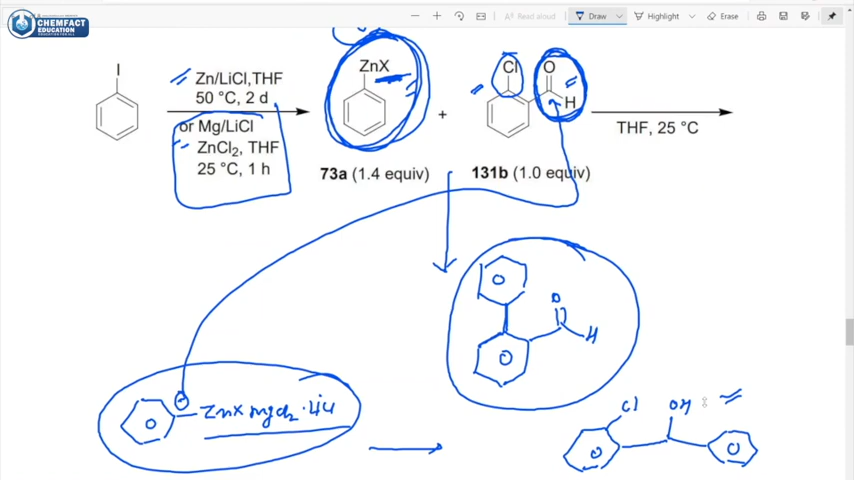 CHEMFACT
EDUCATION
Read aloud
Draw
Highlight
Erase
I
Zn/LiCl,THF
50 °C, 2 d
or Mg/LiCl
ZnCl2, THF
25 °C, 1 h
ZnX
73a (1.4 equiv)
+
Cl
O
H
131b (1.0 equiv)
THF, 25 °C
O
O
H
O
O
ZnX MgCl2 · LiCl
Cl
OH
O
O